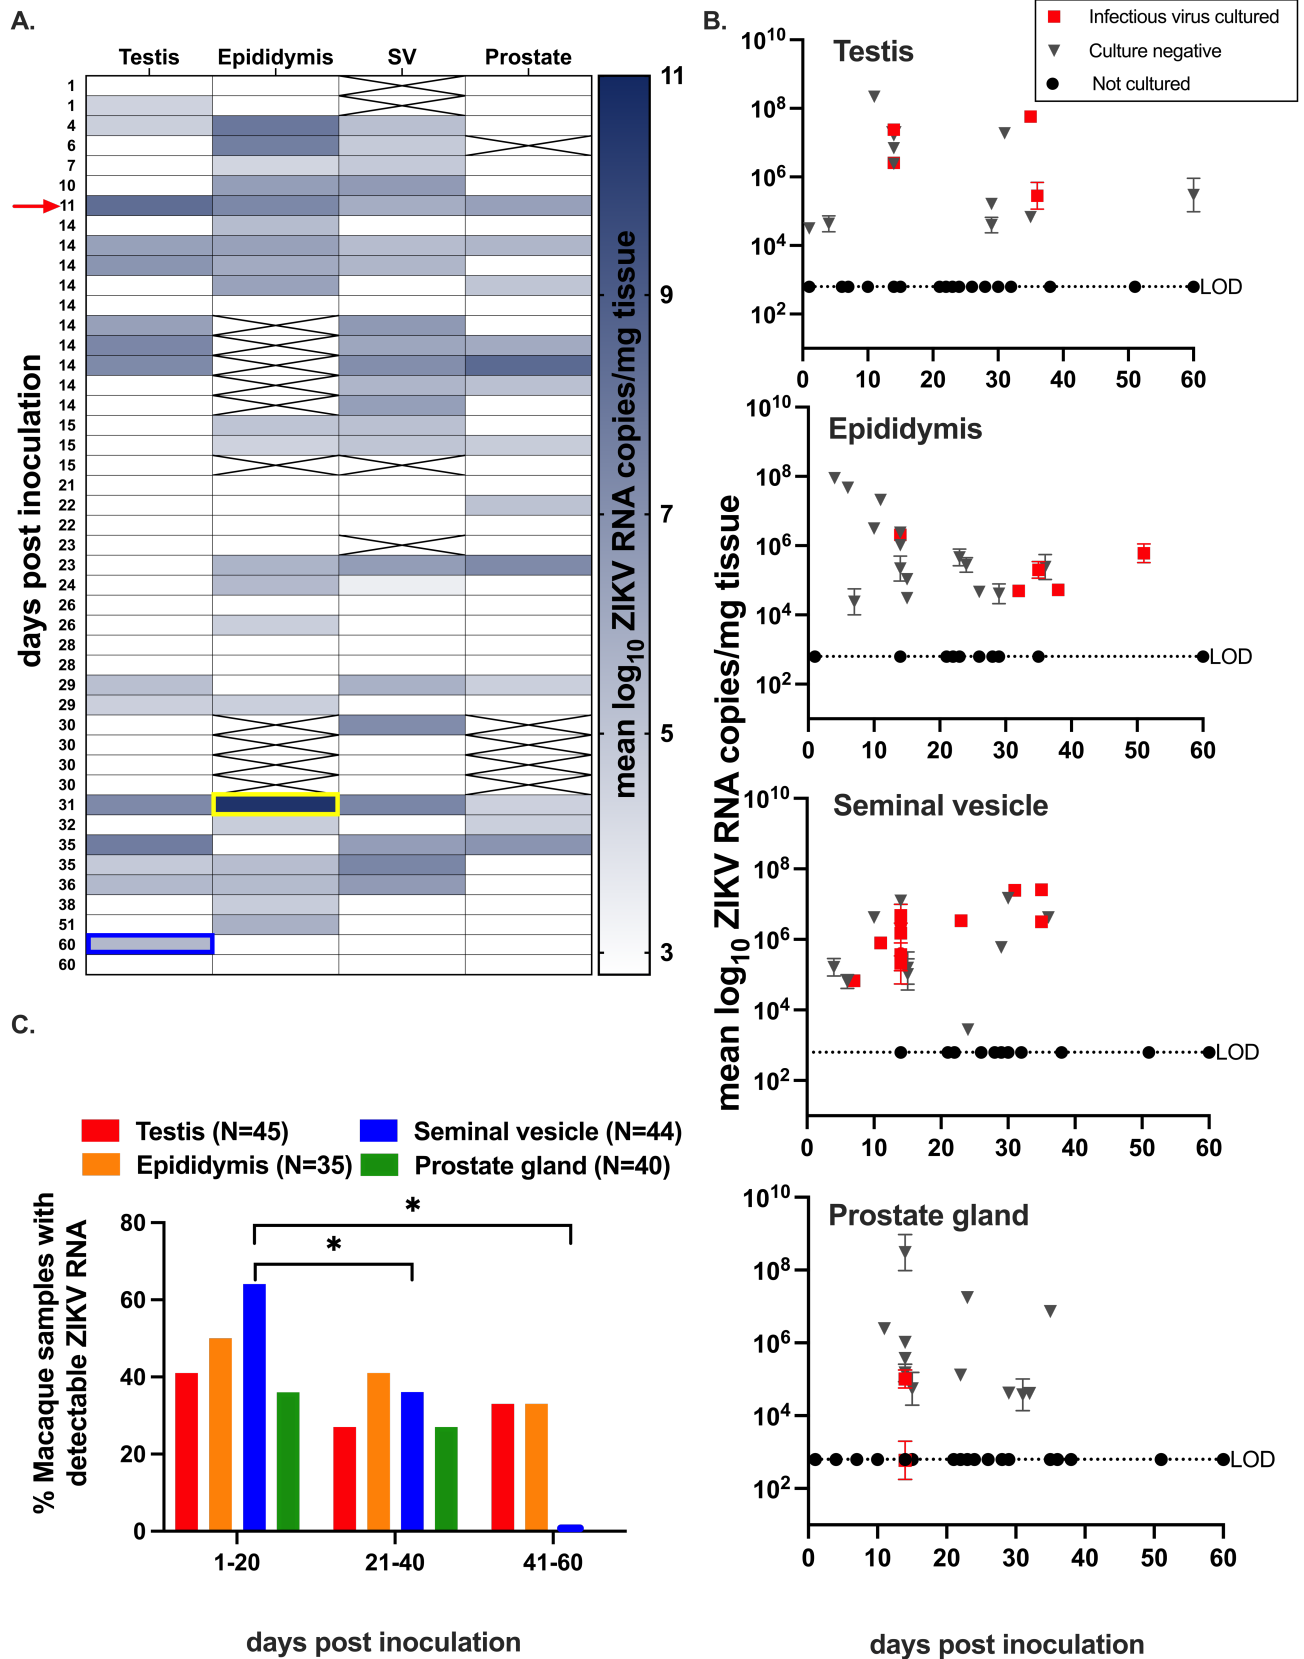 A.
Testis Epididymis SV Prostate
days post inoculation
1
1
4
6
7
10
11
14
14
14
14
14
14
14
14
14
14
15
15
15
21
22
22
23
23
24
26
26
28
28
29
29
30
30
30
30
31
32
35
35
36
38
51
60
60
mean log10 ZIKV RNA copies/mg tissue
11
9
7
5
3
B.
Infectious virus cultured
Culture negative
Not cultured
mean log10 ZIKV RNA copies/mg tissue
Testis
10^10
10^8
10^6
10^4
10^2
LOD
0 10 20 30 40 50 60
Epididymis
10^10
10^8
10^6
10^4
10^2
LOD
0 10 20 30 40 50 60
Seminal vesicle
10^10
10^8
10^6
10^4
10^2
LOD
0 10 20 30 40 50 60
Prostate gland
10^10
10^8
10^6
10^4
10^2
LOD
0 10 20 30 40 50 60
days post inoculation
C.
Testis (N=45)
Seminal vesicle (N=44)
Epididymis (N=35)
Prostate gland (N=40)
% Macaque samples with
detectable ZIKV RNA
80
60
40
20
0
*
*
1-20 21-40 41-60
days post inoculation